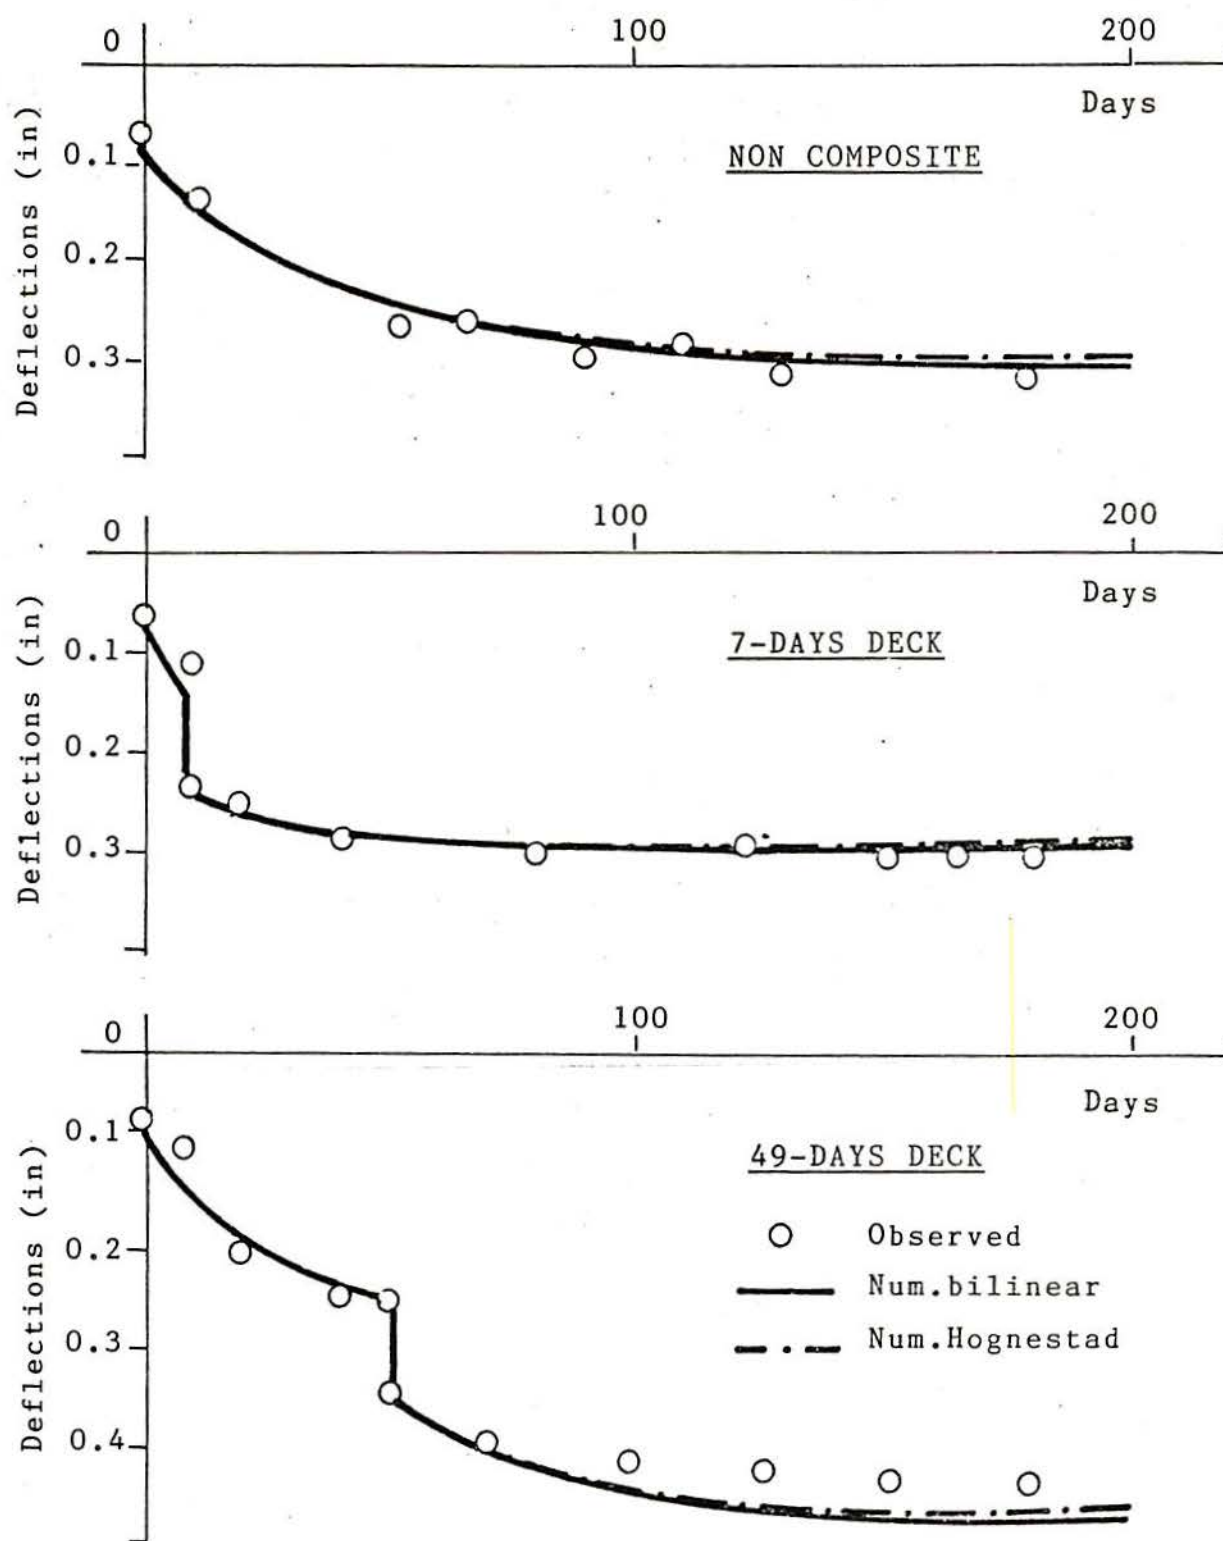 0 100 200
Days
Deflections (in)
0.1
0.2
0.3
NON COMPOSITE
0 100 200
Days
Deflections (in)
0.1
0.2
0.3
7-DAYS DECK
0 100 200
Days
Deflections (in)
0.1
0.2
0.3
0.4
49-DAYS DECK
Observed
Num.bilinear
Num.Hognestad